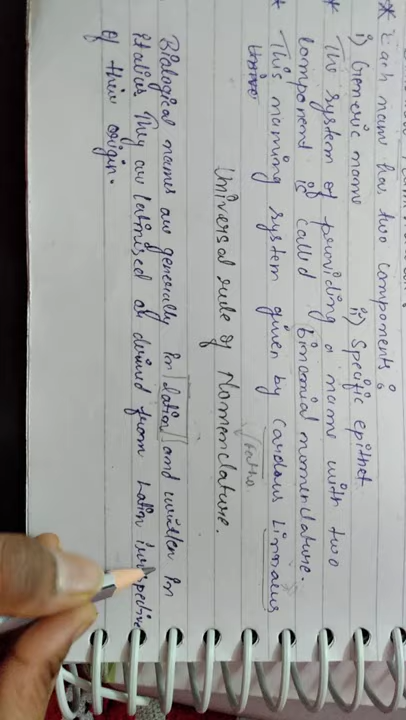 * Each name has two components :
i) Generic name ii) Specific epithet
* The system of providing a name with two
component is called binomial nomenclature.
* This naming system given by Carolous Linnaeus
Universal rule of Nomenclature.
Biological names are generally in Latin and written in
italics. They are latinised or derived from Latin irrespective
of their origin.